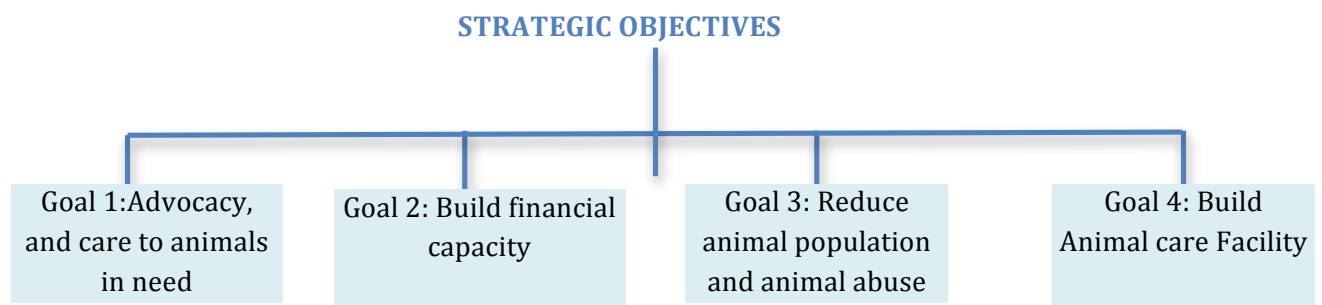 STRATEGIC OBJECTIVES
Goal 1:Advocacy,
and care to animals
in need
Goal 2: Build financial
capacity
Goal 3: Reduce
animal population
and animal abuse
Goal 4: Build
Animal care Facility